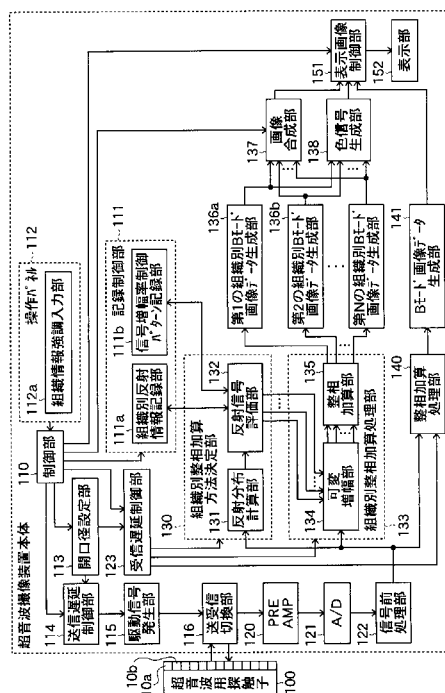 超音波撮像装置本体
操作ﾊﾟﾈﾙ
112
112a
組織情報強調入力部
110
制御部
111
記録制御部
111a
組織別反射情報記録部
111b
信号増幅率制御パターン記録部
113
開口径設定部
114
送信遅延制御部
123
受信遅延制御部
115
駆動信号発生部
116
送受信切換部
120
PRE AMP
121
A/D
122
信号前処理部
10b
10a
超音波用探触子
100
130
組織別整相加算方法決定部
131
反射分布計算部
132
反射信号評価部
133
組織別整相加算処理部
134
可変増幅部
135
整相加算部
136a
第1の組織別Bモード画像データ生成部
136b
第2の組織別Bモード画像データ生成部
第Nの組織別Bモード画像データ生成部
137
画像合成部
138
色信号生成部
140
整相加算処理部
141
Bモード画像データ生成部
151
表示画像制御部
152
表示部